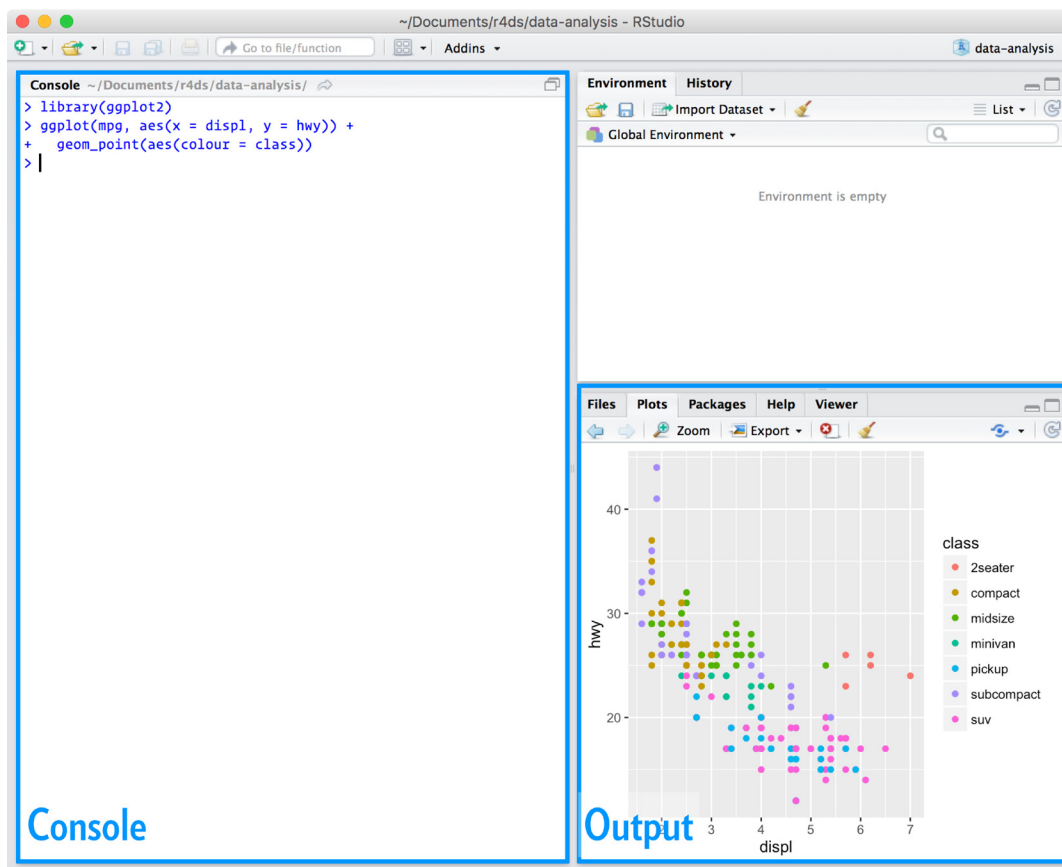 ~/Documents/r4ds/data-analysis - RStudio
Go to file/function
Addins
data-analysis
Console ~/Documents/r4ds/data-analysis/
> library(ggplot2)
> ggplot(mpg, aes(x = displ, y = hwy)) +
+   geom_point(aes(colour = class))
>
Console
Environment History
Import Dataset
List
Global Environment
Environment is empty
Files Plots Packages Help Viewer
Zoom Export
40
30
20
hwy
2 3 4 5 6 7
displ
class
2seater
compact
midsize
minivan
pickup
subcompact
suv
Output